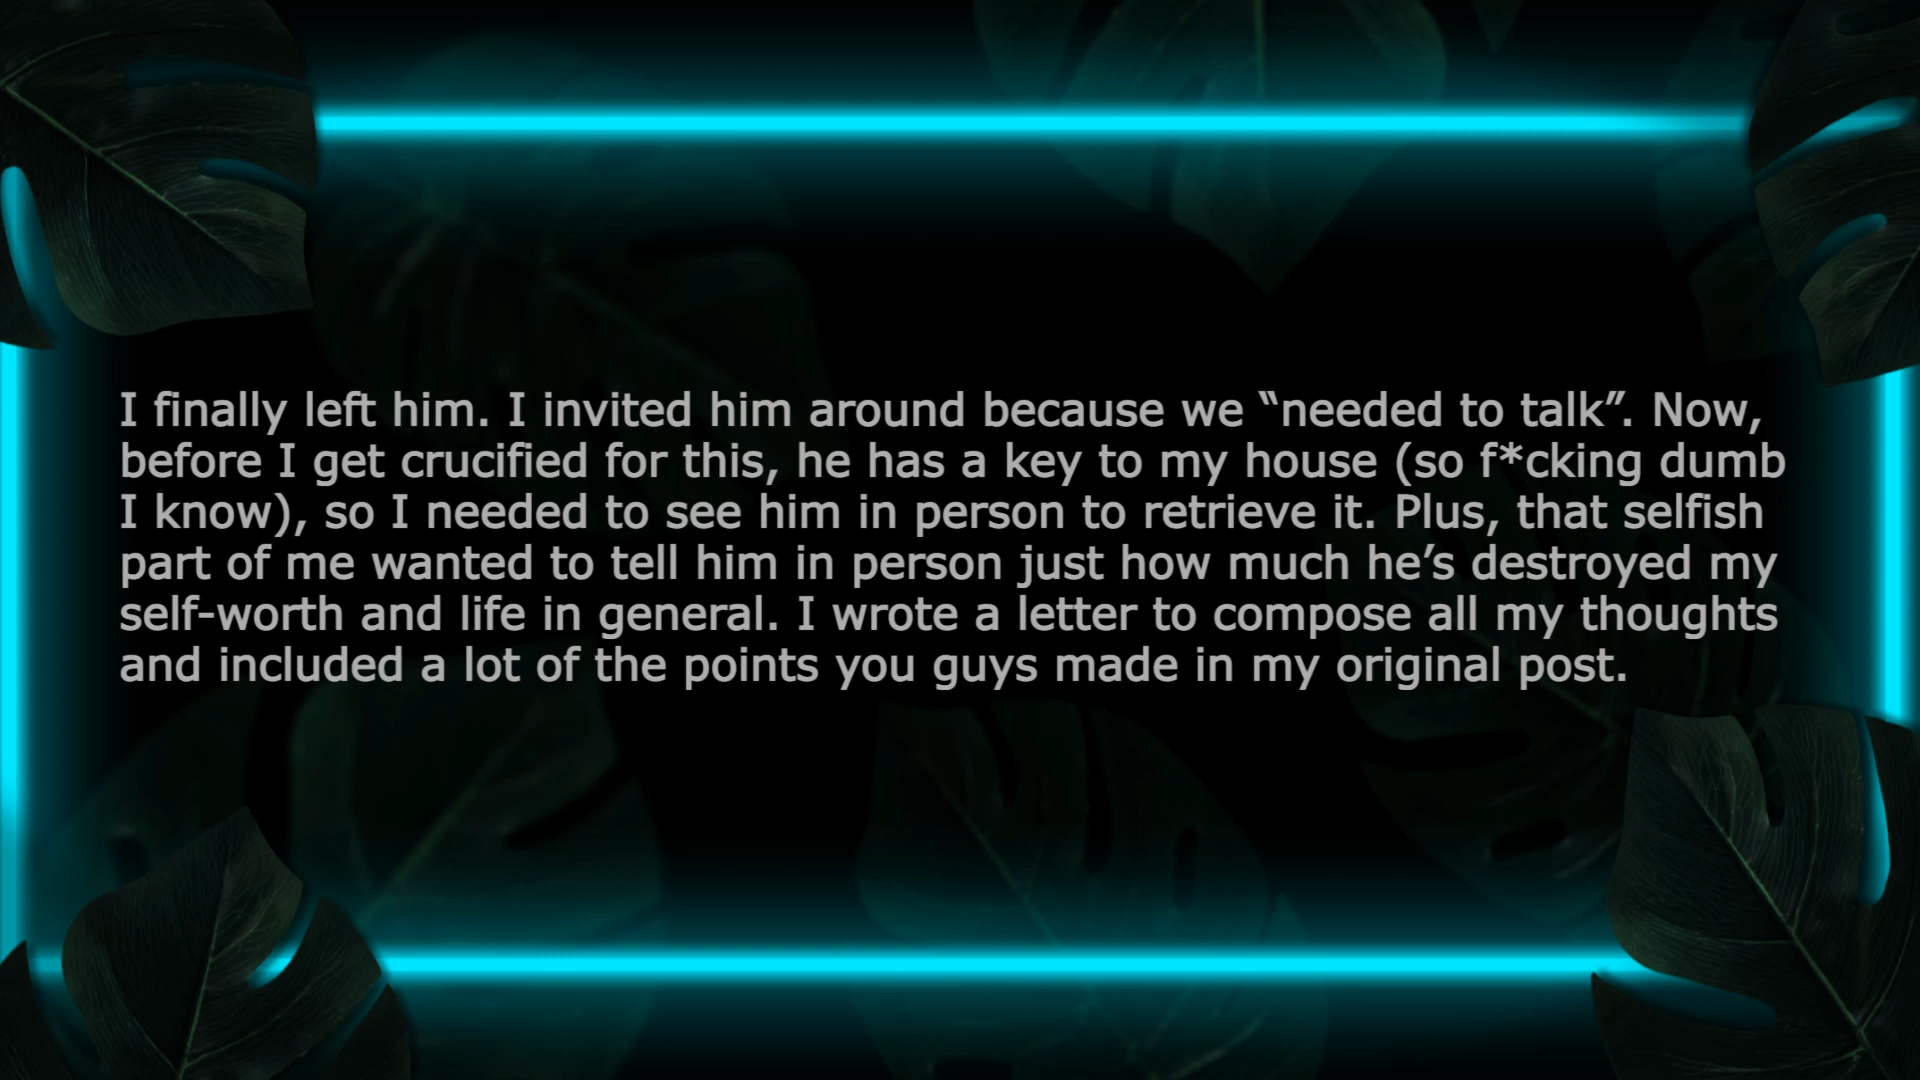 I finally left him. I invited him around because we “needed to talk”. Now,
before I get crucified for this, he has a key to my house (so f*cking dumb
I know), so I needed to see him in person to retrieve it. Plus, that selfish
part of me wanted to tell him in person just how much he’s destroyed my
self-worth and life in general. I wrote a letter to compose all my thoughts
and included a lot of the points you guys made in my original post.